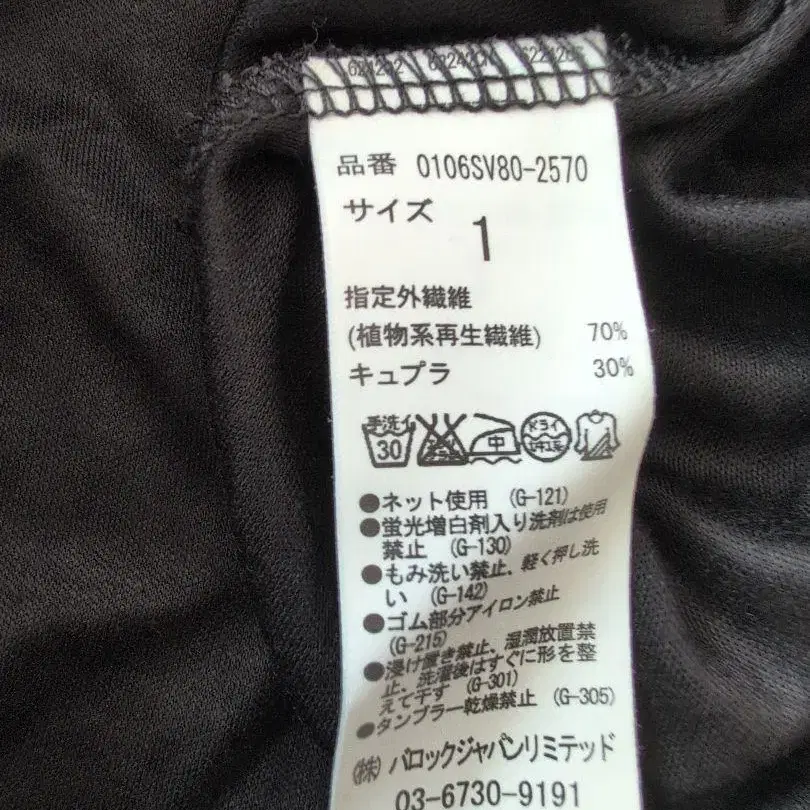 品番 0106SV80-2570
サイズ
1
指定外繊維
(植物系再生繊維) 70%
キュプラ 30%
手洗イ 30 中 ドライ
●ネット使用 (G-121)
●蛍光増白剤入り洗剤は使用
禁止 (G-130)
●もみ洗い禁止、軽く押し洗
い (G-142)
●ゴム部分アイロン禁止
(G-215)
●浸け置き禁止、湿潤放置禁
止、洗濯後はすぐに形を整
えて干す (G-301)
●タンブラー乾燥禁止 (G-305)
(株) バロックジャパンリミテッド
03-6730-9191